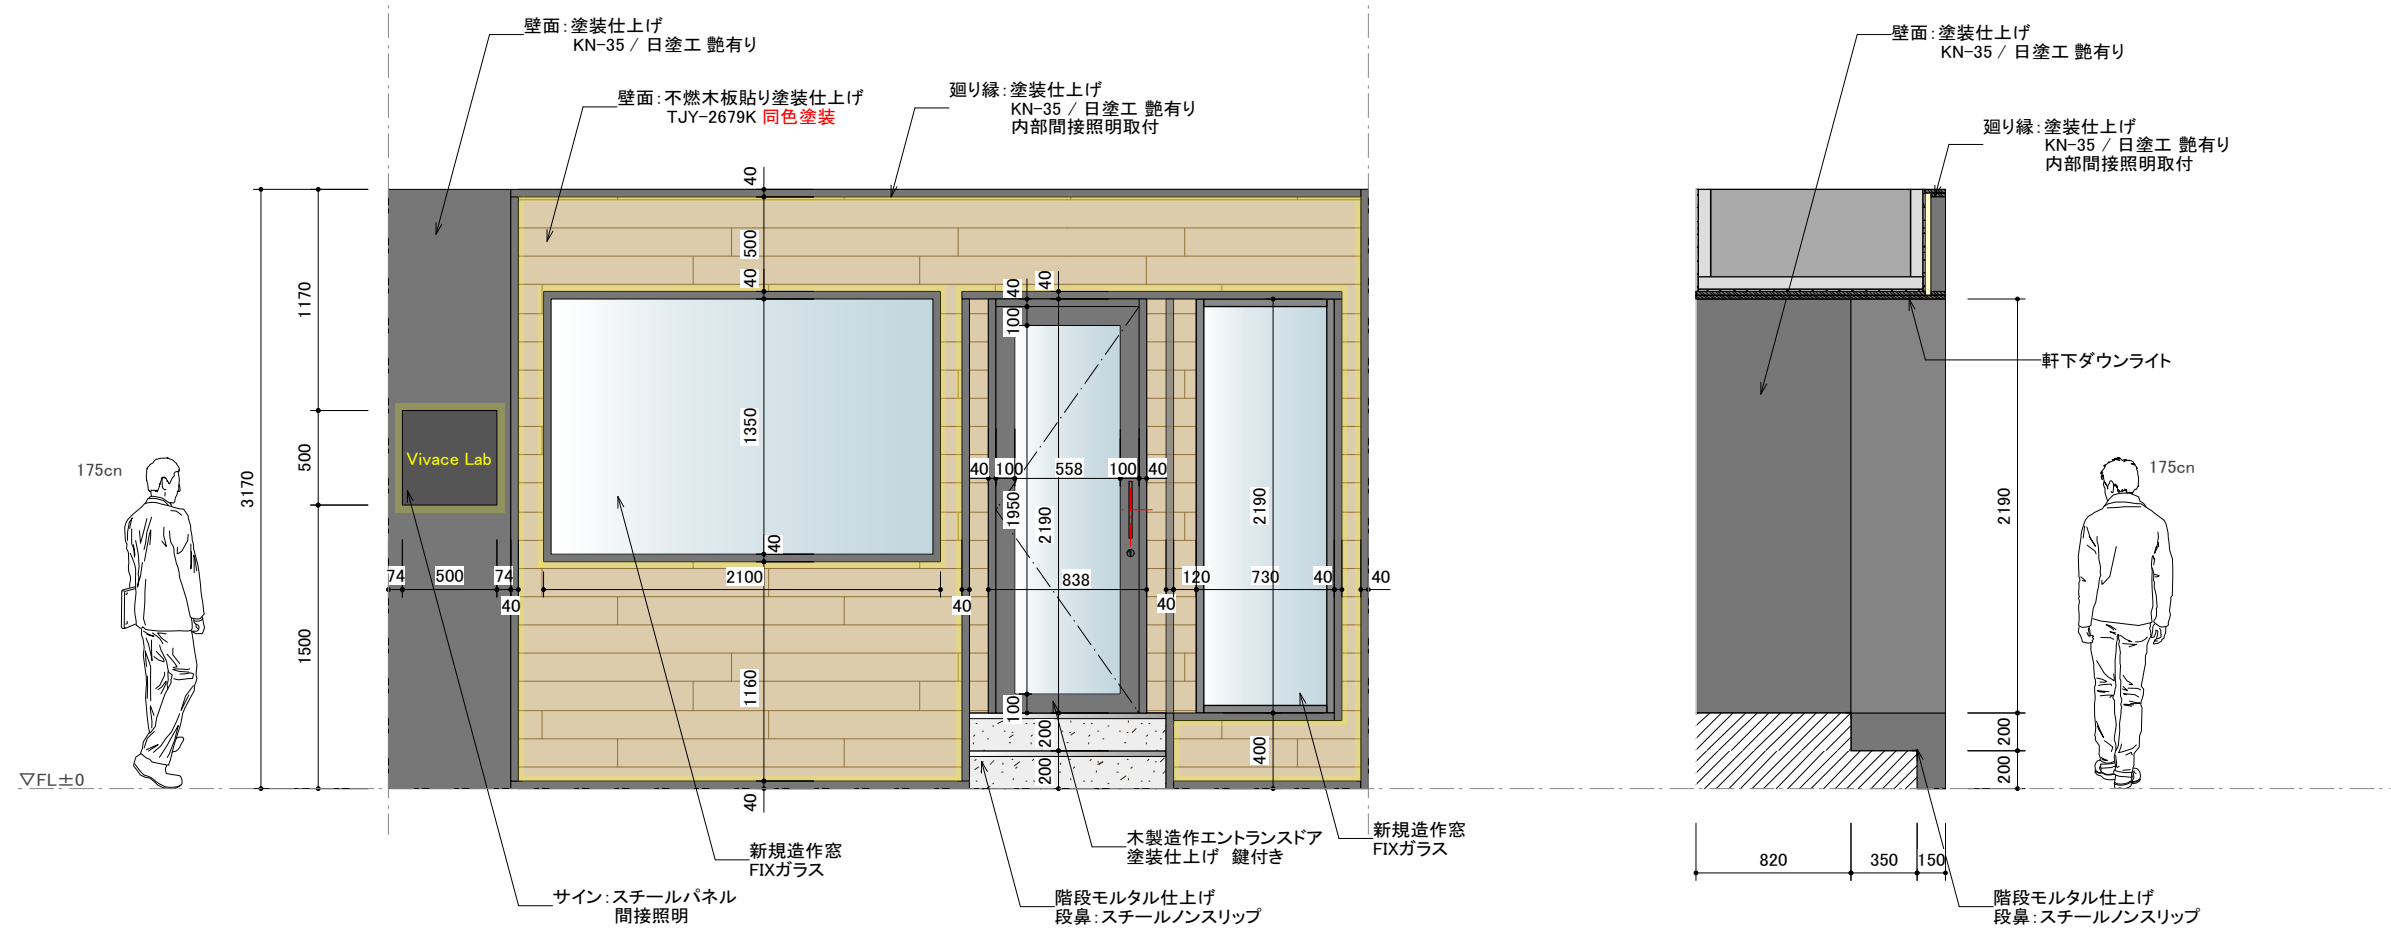 壁面：塗装仕上げ
KN-35 / 日塗工 艶有り
壁面：不燃木板貼り塗装仕上げ
TJY-2679K 同色塗装
廻り縁：塗装仕上げ
KN-35 / 日塗工 艶有り
内部間接照明取付
壁面：塗装仕上げ
KN-35 / 日塗工 艶有り
廻り縁：塗装仕上げ
KN-35 / 日塗工 艶有り
内部間接照明取付
軒下ダウンライト
175cn
175cn
Vivace Lab
▽FL±0
3170
1170
500
1500
40
500
40
1350
40
1160
40
74
500
74
40
2100
40
40
100
1950
100
40
2190
200
200
40
100
558
100
40
838
40
120
730
40
40
2190
400
2190
200
200
820
350
150
新規造作窓
FIXガラス
サイン：スチールパネル
間接照明
木製造作エントランスドア
塗装仕上げ 鍵付き
階段モルタル仕上げ
段鼻：スチールノンスリップ
新規造作窓
FIXガラス
階段モルタル仕上げ
段鼻：スチールノンスリップ